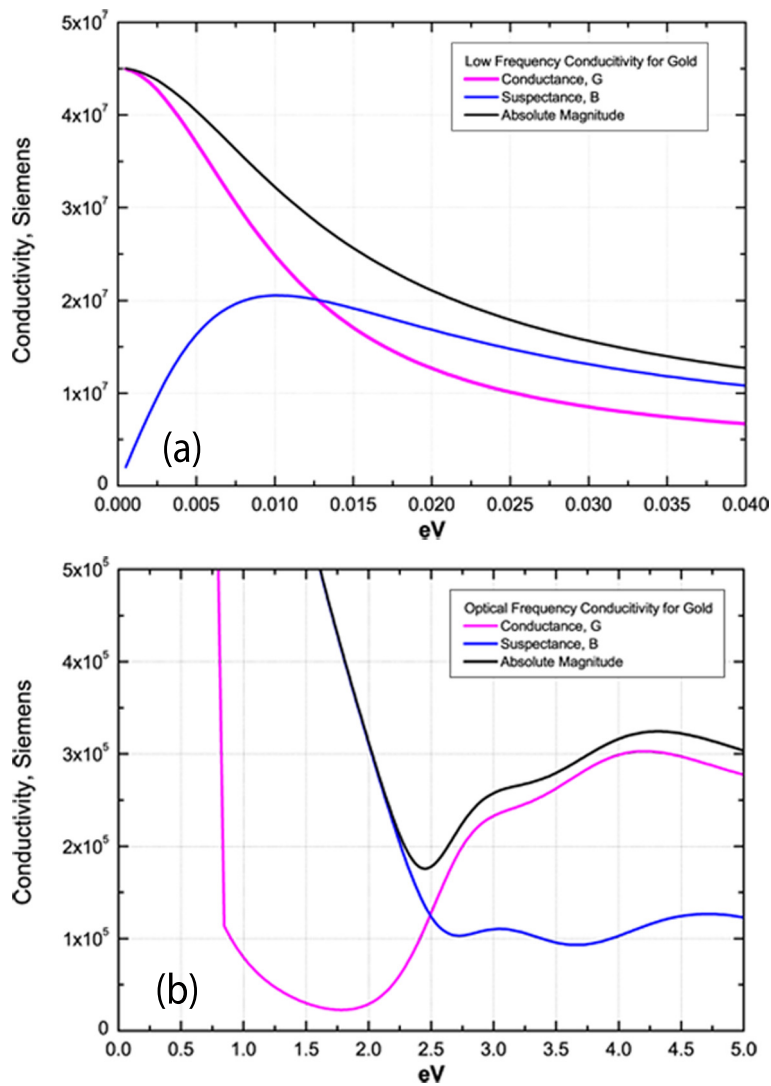 5x10⁷
4x10⁷
3x10⁷
2x10⁷
1x10⁷
0
Conductivity, Siemens
Low Frequency Conducitivity for Gold
Conductance, G
Suspectance, B
Absolute Magnitude
(a)
0.000 0.005 0.010 0.015 0.020 0.025 0.030 0.035 0.040
eV
5x10⁵
4x10⁵
3x10⁵
2x10⁵
1x10⁵
0
Conductivity, Siemens
Optical Frequency Conducitivity for Gold
Conductance, G
Suspectance, B
Absolute Magnitude
(b)
0.0 0.5 1.0 1.5 2.0 2.5 3.0 3.5 4.0 4.5 5.0
eV